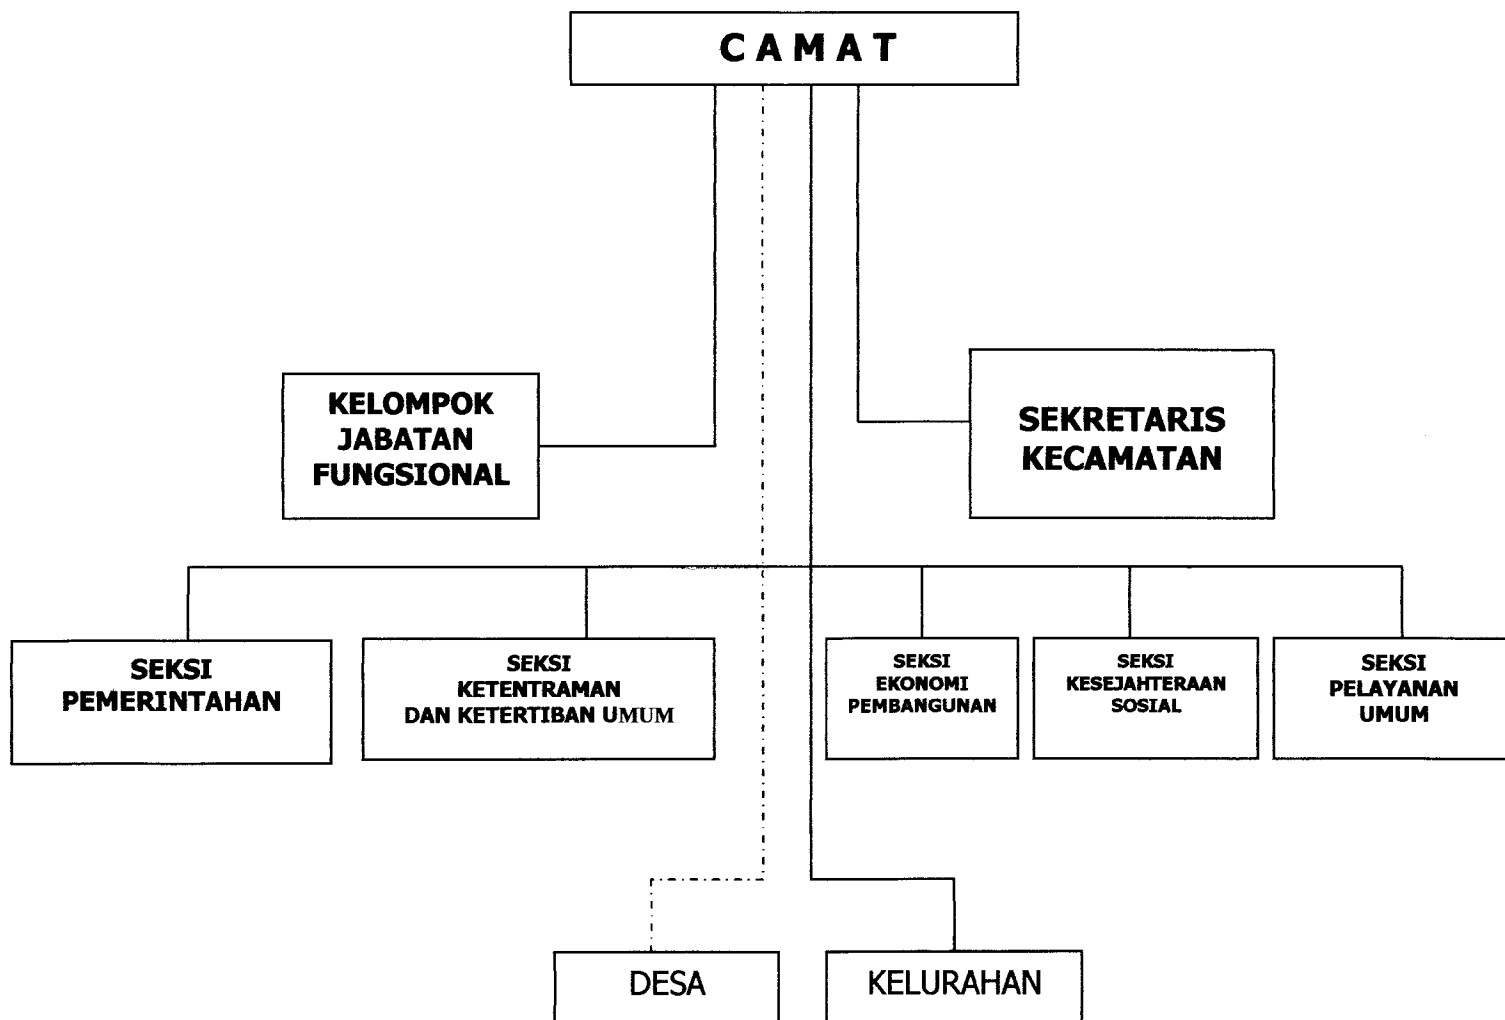 C A M A T
KELOMPOK
JABATAN
FUNGSIONAL
SEKRETARIS
KECAMATAN
SEKSI
PEMERINTAHAN
SEKSI
KETENTRAMAN
DAN KETERTIBAN UMUM
SEKSI
EKONOMI
PEMBANGUNAN
SEKSI
KESEJAHTERAAN
SOSIAL
SEKSI
PELAYANAN
UMUM
DESA
KELURAHAN